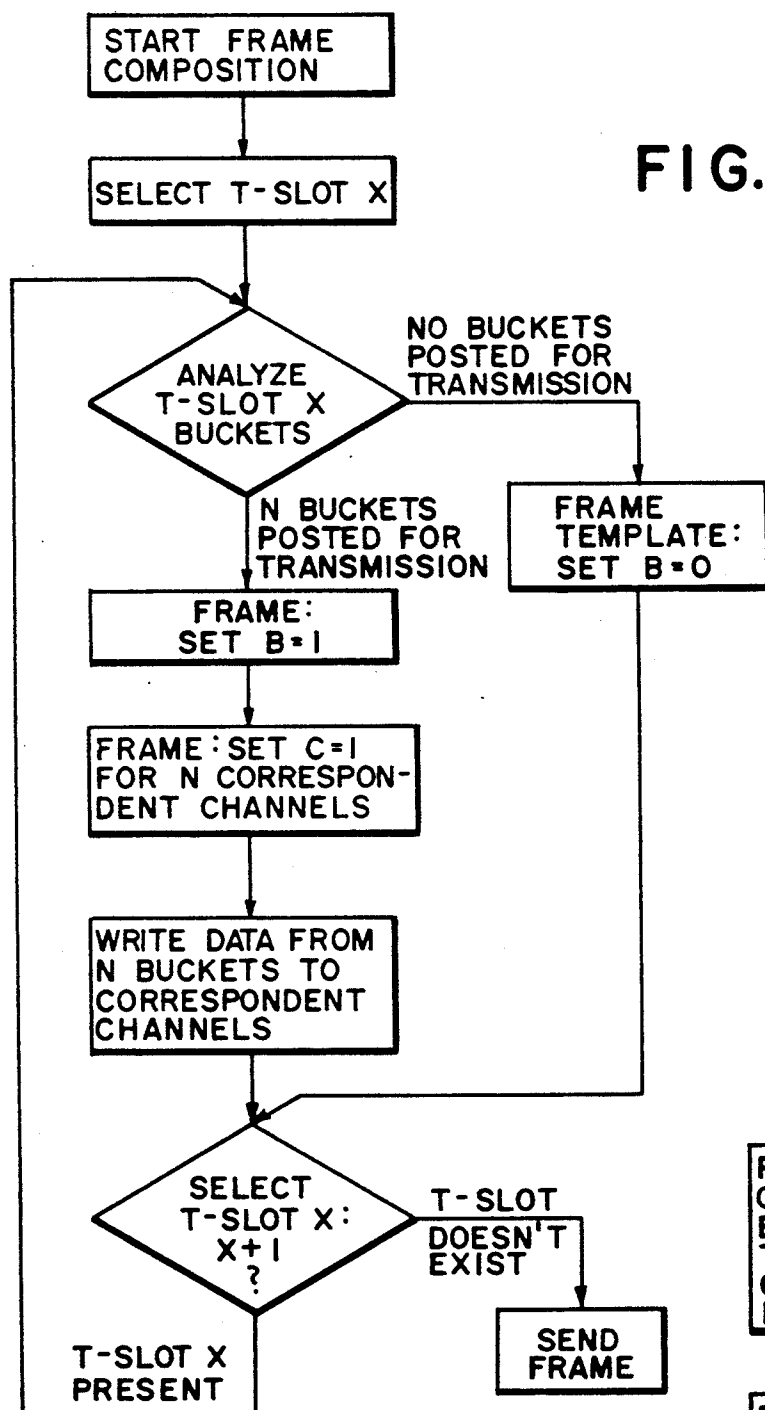 START FRAME
COMPOSITION
FIG.
SELECT T-SLOT X
ANALYZE
T-SLOT X
BUCKETS
NO BUCKETS
POSTED FOR
TRANSMISSION
N BUCKETS
POSTED FOR
TRANSMISSION
FRAME
TEMPLATE:
SET B=0
FRAME:
SET B=1
FRAME: SET C=1
FOR N CORRESPON-
DENT CHANNELS
WRITE DATA FROM
N BUCKETS TO
CORRESPONDENT
CHANNELS
SELECT
T-SLOT X:
X+1
?
T-SLOT
DOESN'T
EXIST
SEND
FRAME
T-SLOT X
PRESENT